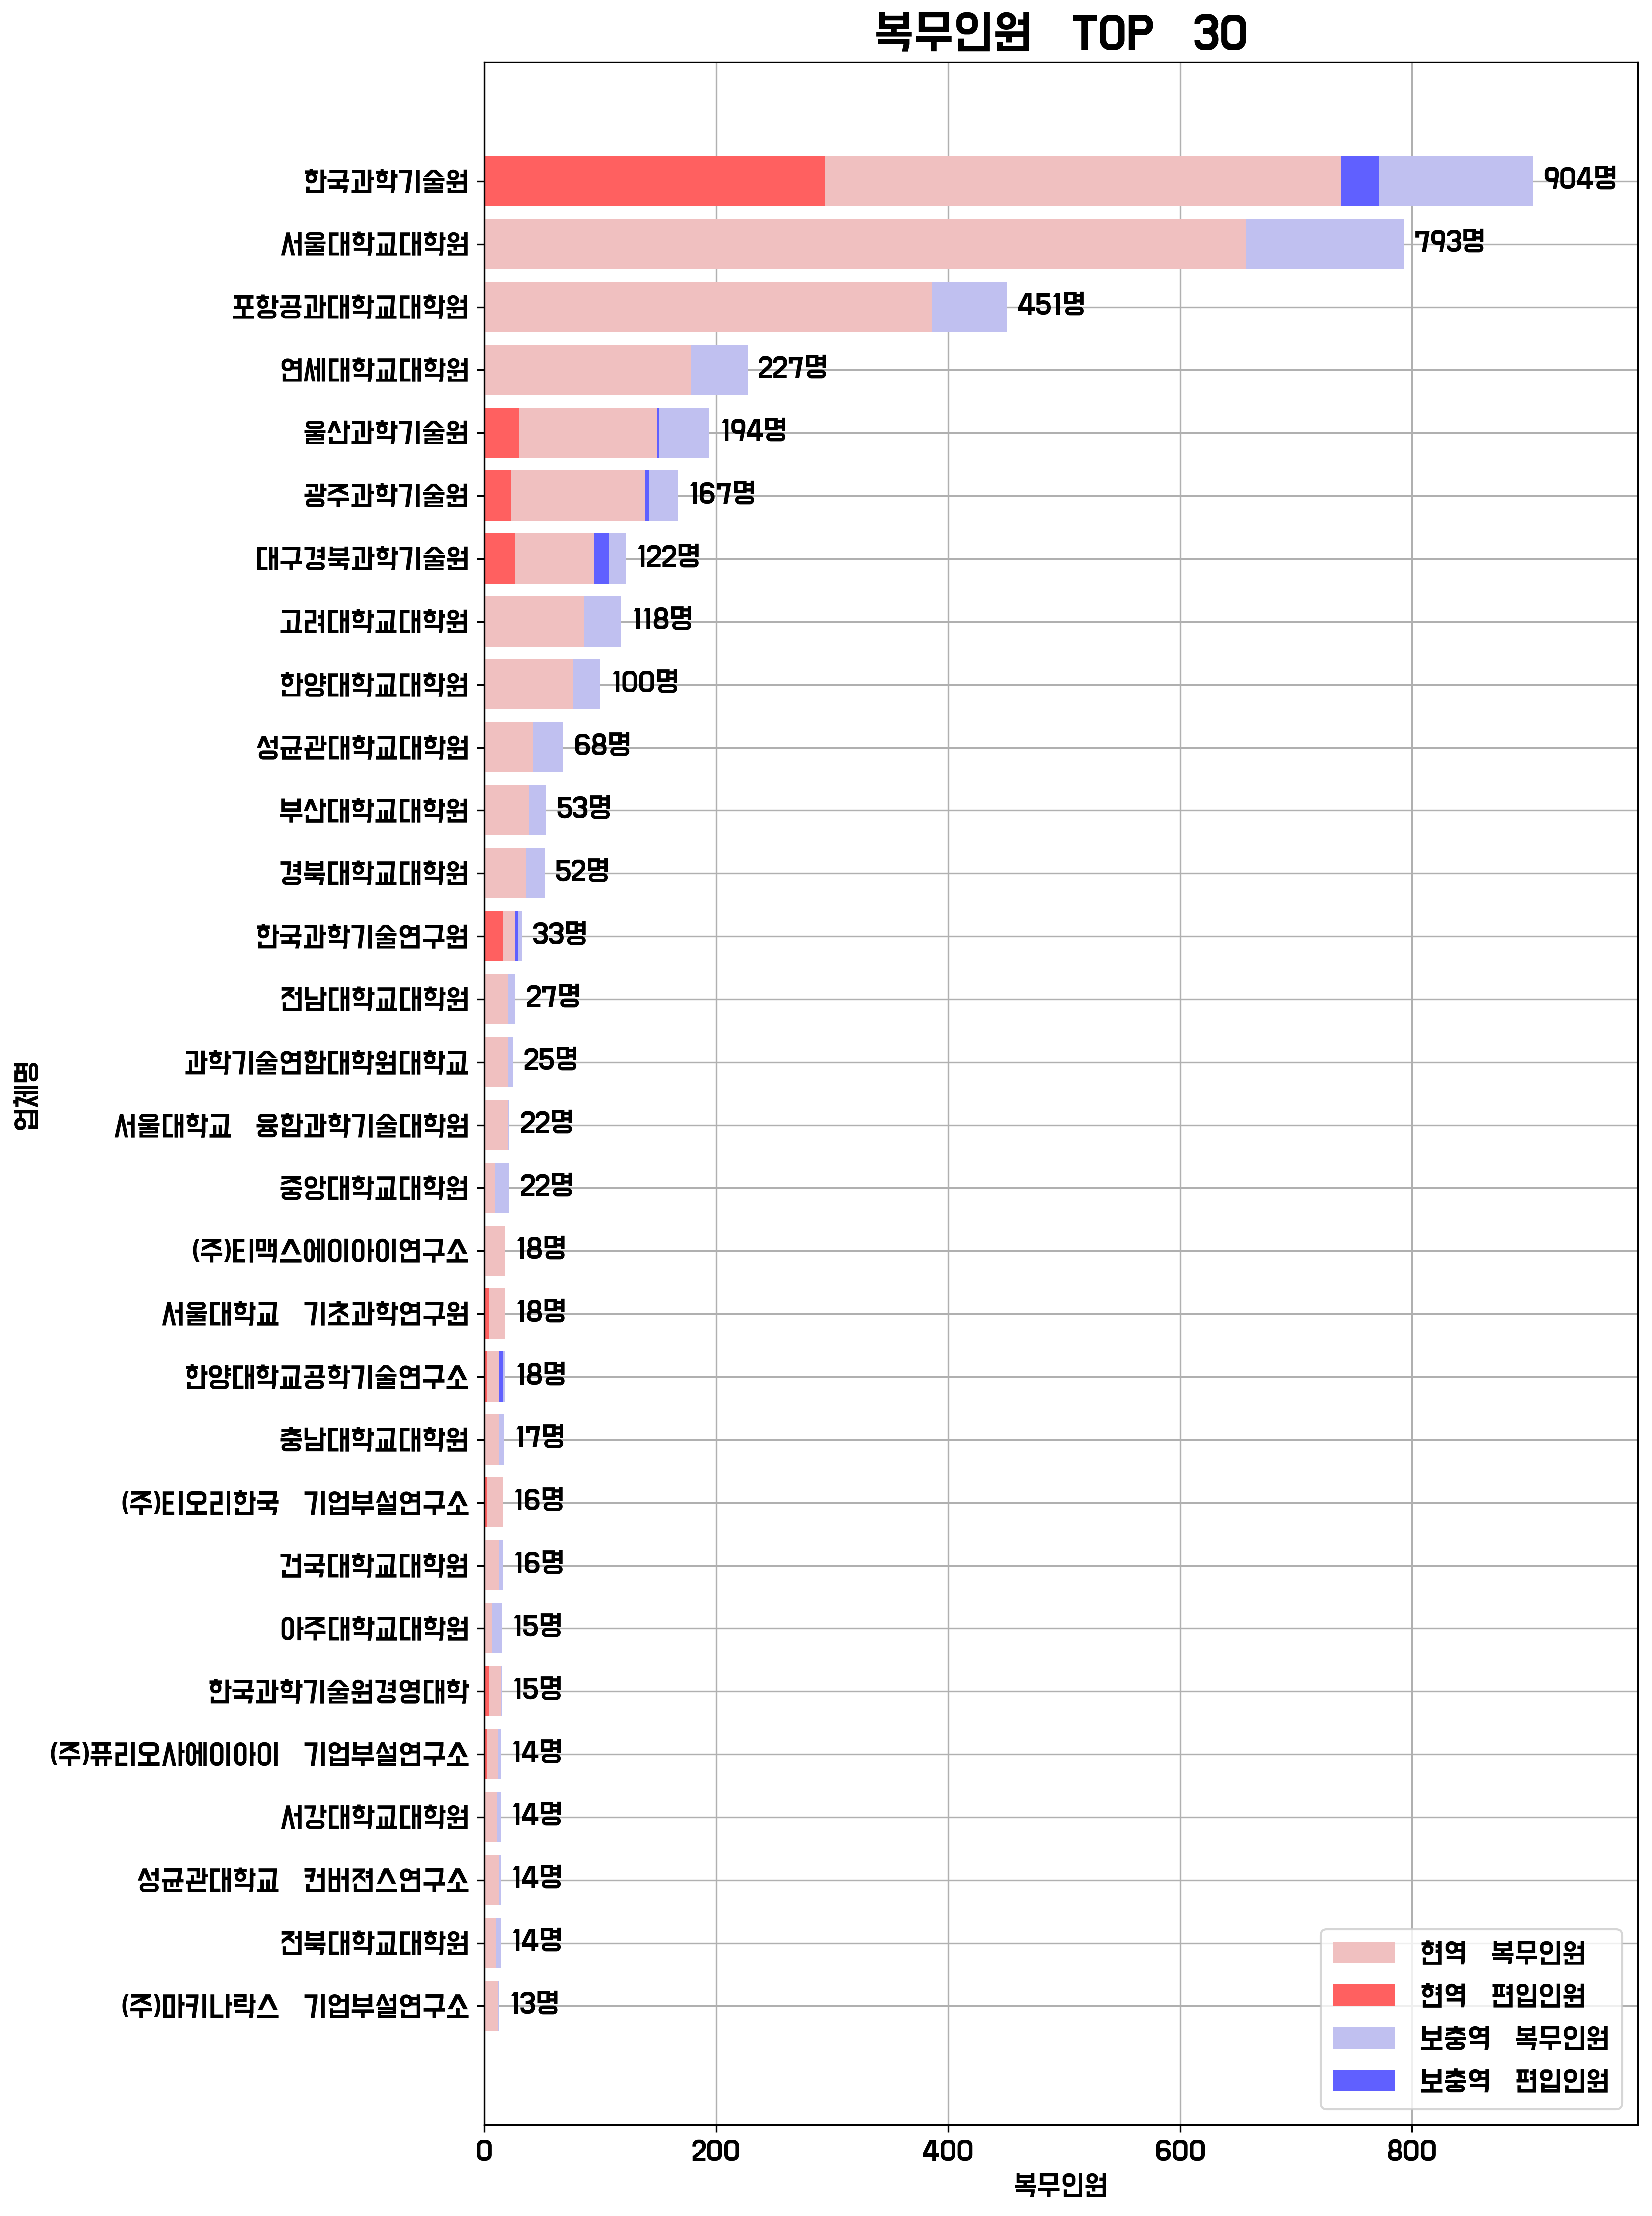 복무인원 TOP 30
한국과학기술원 904명
서울대학교대학원 793명
포항공과대학교대학원 451명
연세대학교대학원 227명
울산과학기술원 194명
광주과학기술원 167명
대구경북과학기술원 122명
고려대학교대학원 118명
한양대학교대학원 100명
성균관대학교대학원 68명
부산대학교대학원 53명
경북대학교대학원 52명
한국과학기술연구원 33명
전남대학교대학원 27명
과학기술연합대학원대학교 25명
서울대학교 융합과학기술대학원 22명
중앙대학교대학원 22명
(주)티맥스에이아이연구소 18명
서울대학교 기초과학연구원 18명
한양대학교공학기술연구소 18명
충남대학교대학원 17명
(주)티오리한국 기업부설연구소 16명
건국대학교대학원 16명
아주대학교대학원 15명
한국과학기술원경영대학 15명
(주)퓨리오사에이아이 기업부설연구소 14명
서강대학교대학원 14명
성균관대학교 컨버젼스연구소 14명
전북대학교대학원 14명
(주)마키나락스 기업부설연구소 13명
업체명
현역 복무인원
현역 편입인원
보충역 복무인원
보충역 편입인원
0 200 400 600 800
복무인원